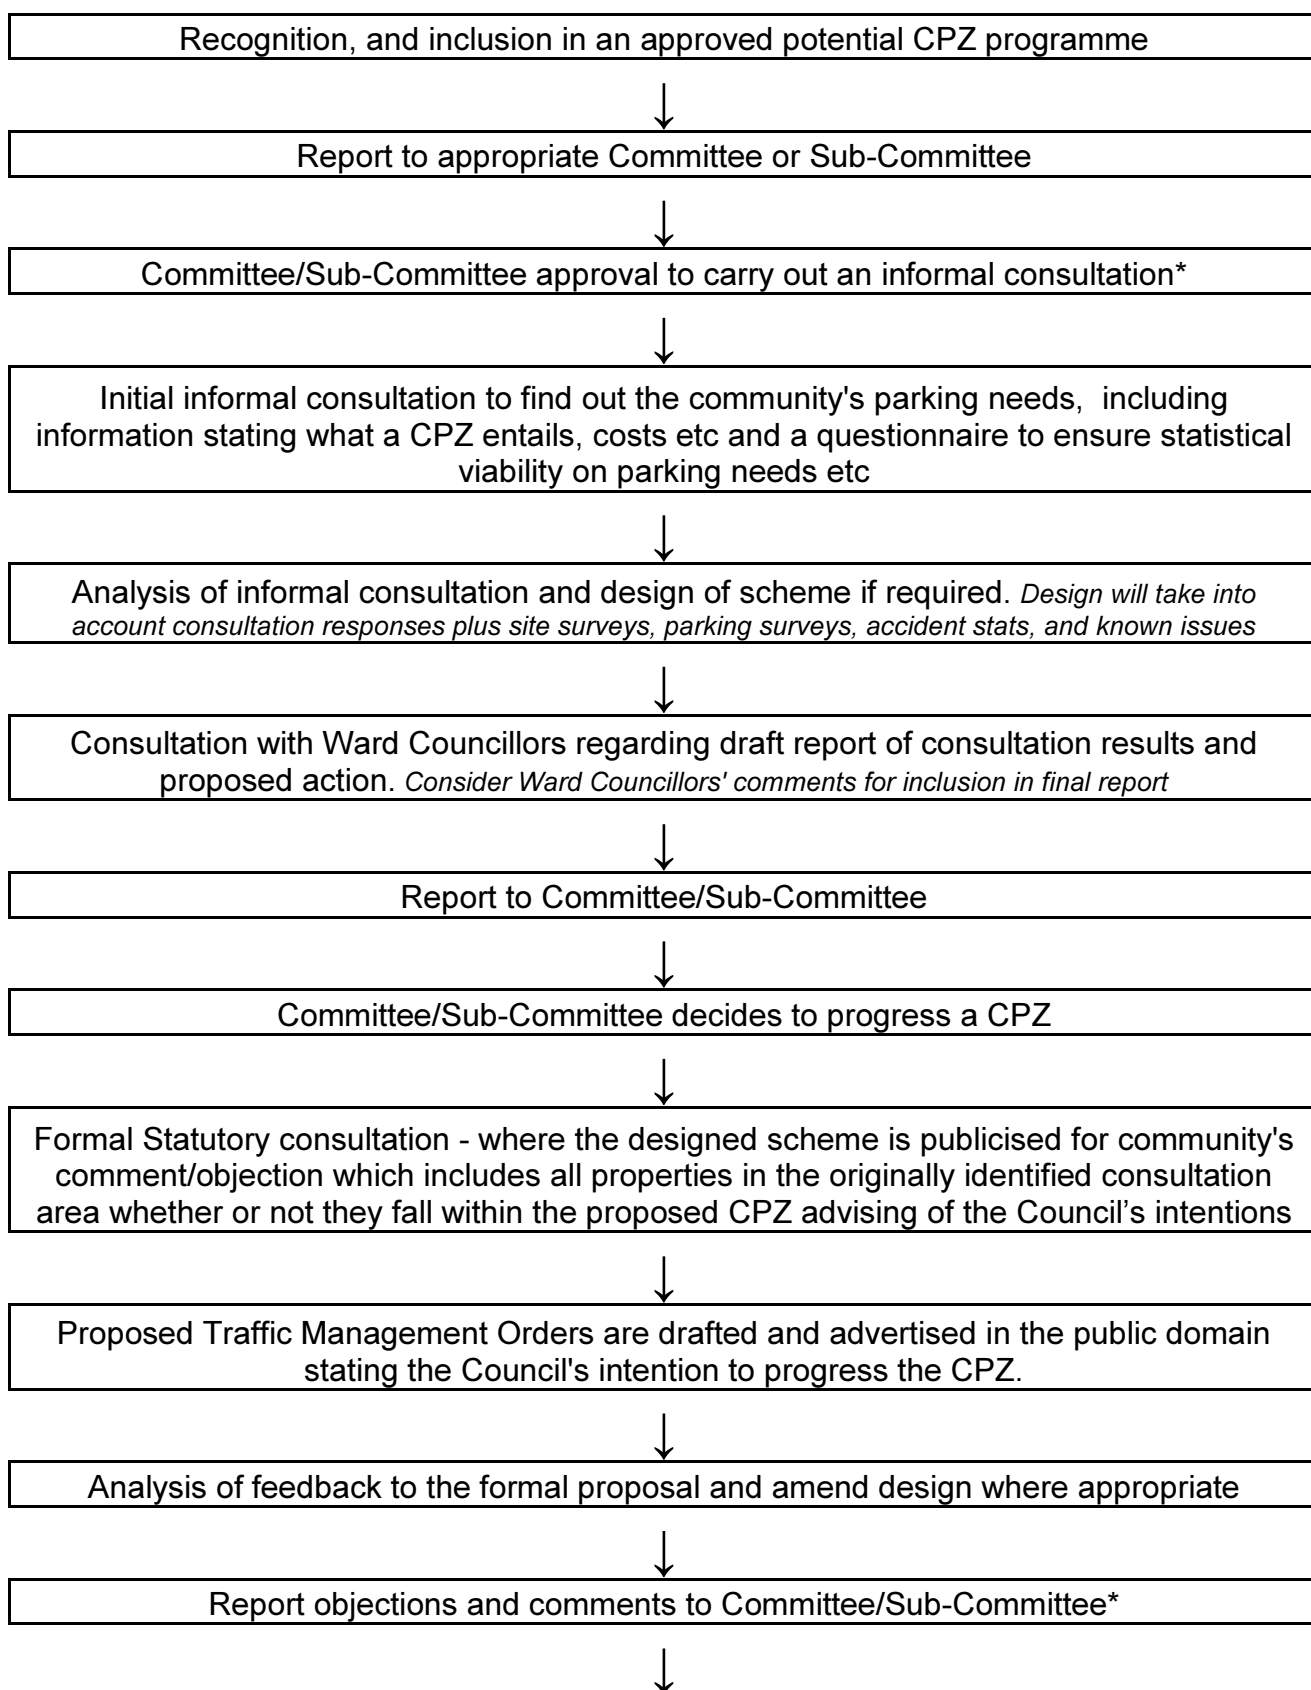 Recognition, and inclusion in an approved potential CPZ programme
↓
Report to appropriate Committee or Sub-Committee
↓
Committee/Sub-Committee approval to carry out an informal consultation*
↓
Initial informal consultation to find out the community's parking needs, including
information stating what a CPZ entails, costs etc and a questionnaire to ensure statistical
viability on parking needs etc
↓
Analysis of informal consultation and design of scheme if required. Design will take into
account consultation responses plus site surveys, parking surveys, accident stats, and known issues
↓
Consultation with Ward Councillors regarding draft report of consultation results and
proposed action. Consider Ward Councillors' comments for inclusion in final report
↓
Report to Committee/Sub-Committee
↓
Committee/Sub-Committee decides to progress a CPZ
↓
Formal Statutory consultation - where the designed scheme is publicised for community's
comment/objection which includes all properties in the originally identified consultation
area whether or not they fall within the proposed CPZ advising of the Council’s intentions
↓
Proposed Traffic Management Orders are drafted and advertised in the public domain
stating the Council's intention to progress the CPZ.
↓
Analysis of feedback to the formal proposal and amend design where appropriate
↓
Report objections and comments to Committee/Sub-Committee*
↓